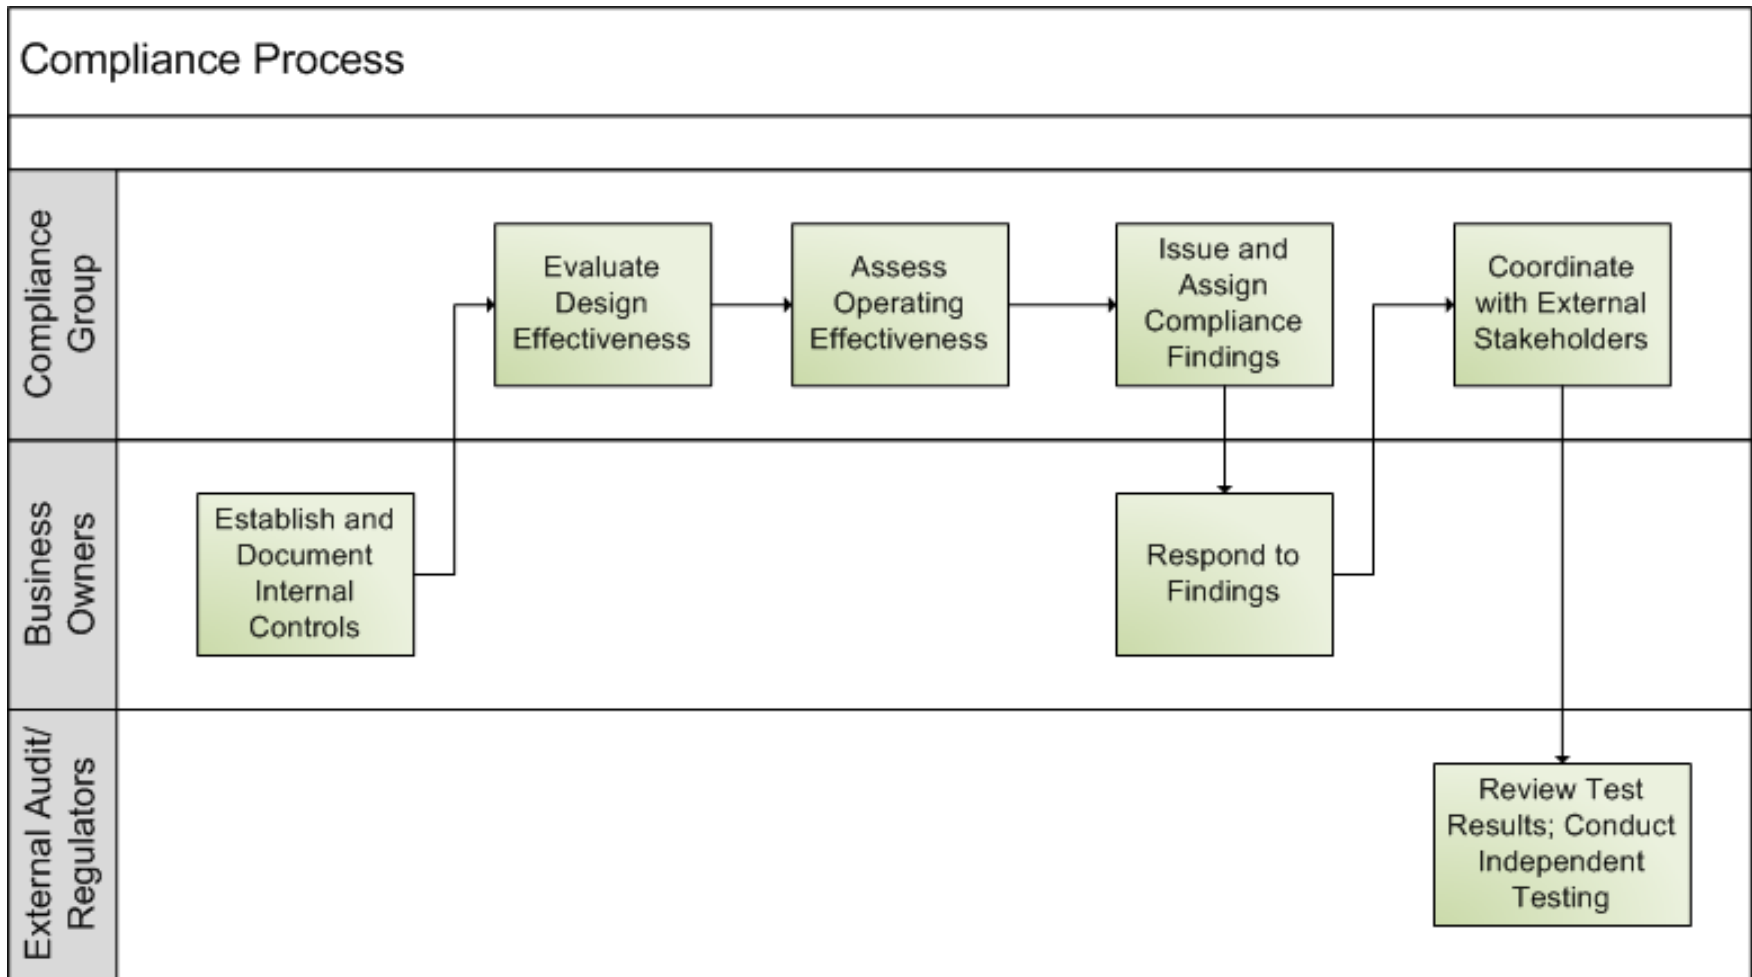 Compliance Process
Compliance
Group
Evaluate
Design
Effectiveness
Assess
Operating
Effectiveness
Issue and
Assign
Compliance
Findings
Coordinate
with External
Stakeholders
Business
Owners
Establish and
Document
Internal
Controls
Respond to
Findings
External Audit/
Regulators
Review Test
Results; Conduct
Independent
Testing